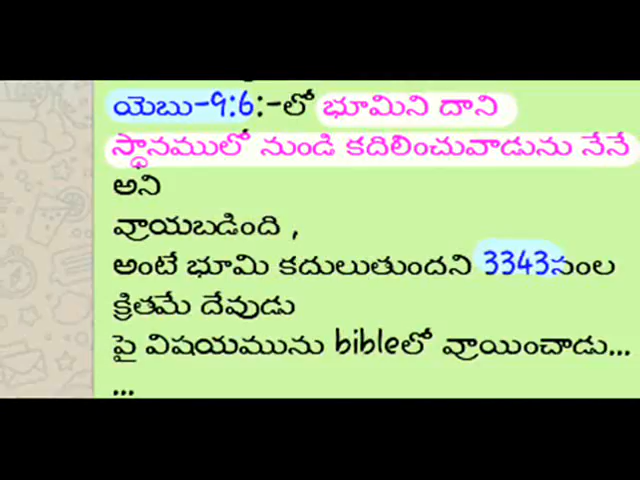 యెబు-9:6:-లో భూమిని దాని
స్థానములో నుండి కదిలించువాడును నేనే
అని
వ్రాయబడింది ,
అంటే భూమి కదులుతుందని 3343సంల
క్రితమే దేవుడు
పై విషయమును bibleలో వ్రాయించాడు...
...